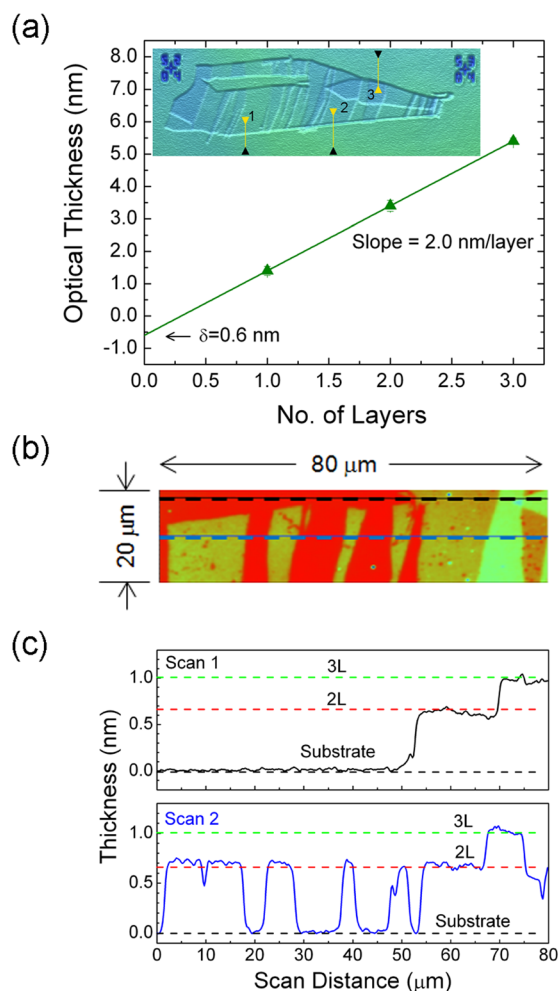 (a)
8.0
7.0
6.0
5.0
4.0
3.0
2.0
1.0
0.0
-1.0
Optical Thickness (nm)
1
2
3
Slope = 2.0 nm/layer
δ=0.6 nm
0.0 0.5 1.0 1.5 2.0 2.5 3.0
No. of Layers
(b)
80 μm
20 μm
(c)
Thickness (nm)
Scan 1
3L
2L
Substrate
1.0
0.5
0.0
Scan 2
3L
2L
Substrate
1.0
0.5
0.0
0 10 20 30 40 50 60 70 80
Scan Distance (μm)